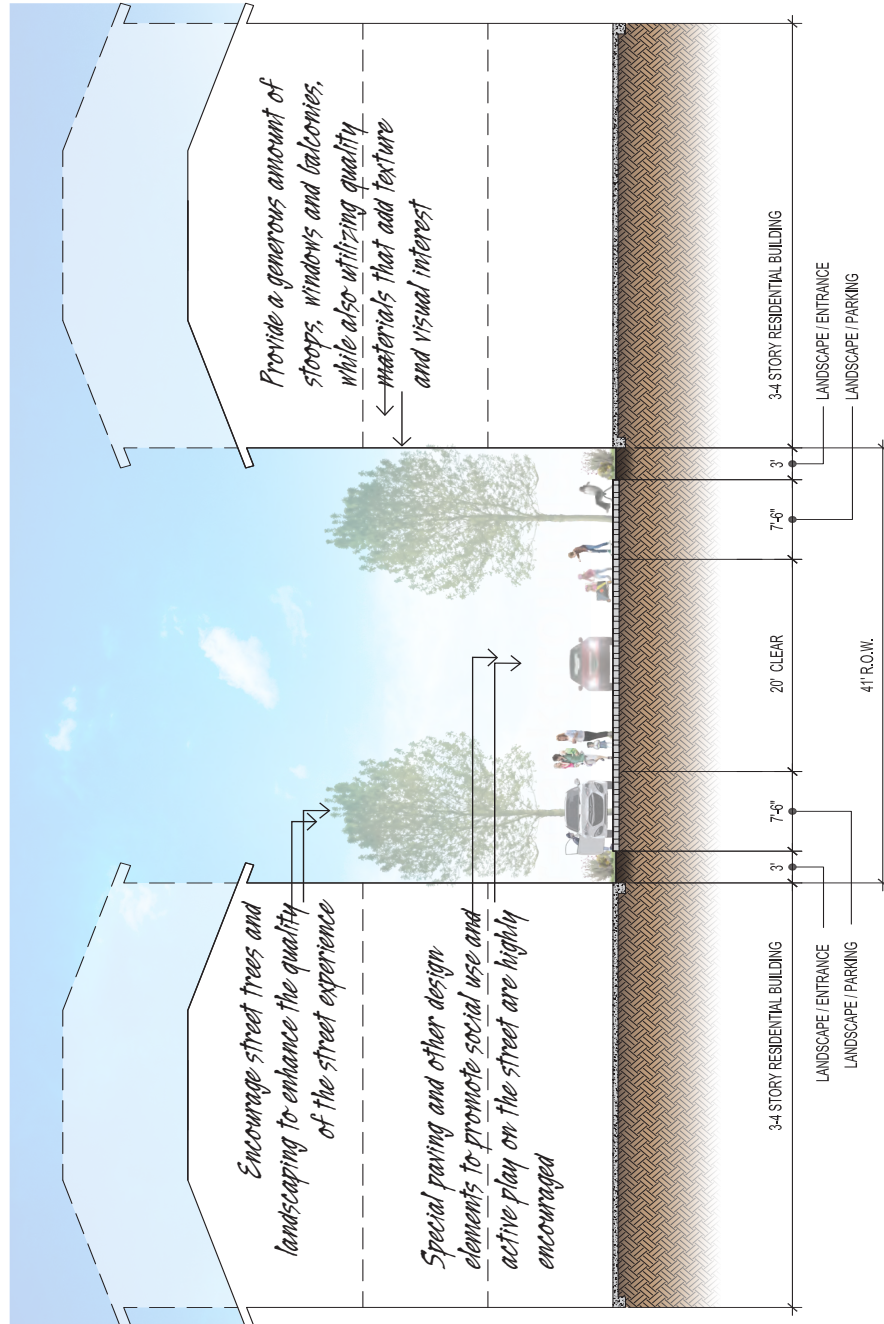 Encourage street trees and
landscaping to enhance the quality
of the street experience
Special paving and other design
elements to promote social use and
active play on the street are highly
encouraged
Provide a generous amount of
stoops, windows and balconies,
while also utilizing quality
materials that add texture
and visual interest
3-4 STORY RESIDENTIAL BUILDING
3'
7'-6"
20' CLEAR
7'-6"
3'
3-4 STORY RESIDENTIAL BUILDING
LANDSCAPE / ENTRANCE
LANDSCAPE / PARKING
41' R.O.W.
LANDSCAPE / ENTRANCE
LANDSCAPE / PARKING